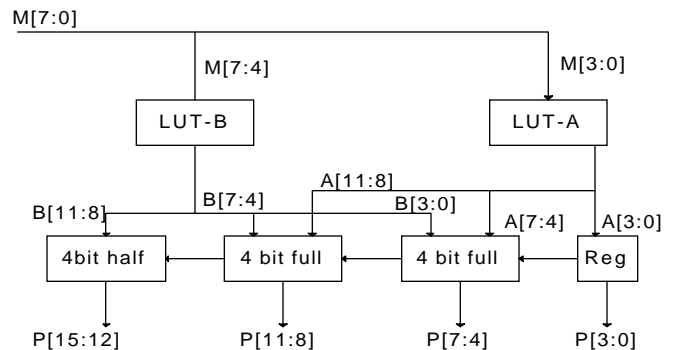 M[7:0]
M[7:4]
M[3:0]
LUT-B
LUT-A
A[11:8]
B[7:4]
B[3:0]
B[11:8]
A[7:4]
A[3:0]
4bit half
4 bit full
4 bit full
Reg
P[15:12]
P[11:8]
P[7:4]
P[3:0]